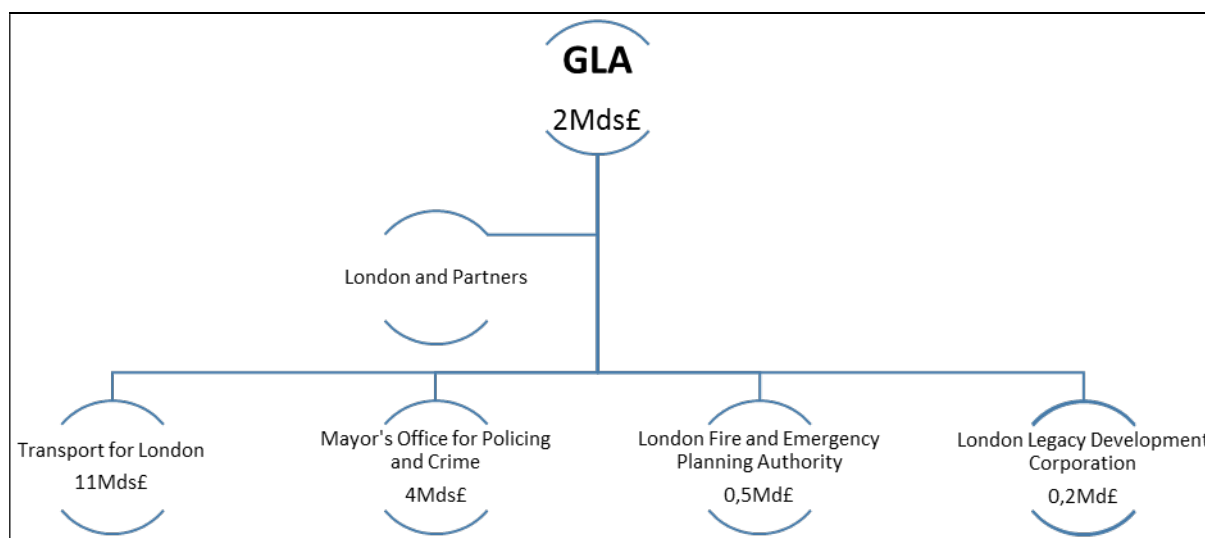 GLA
2Mds£
London and Partners
Transport for London
11Mds£
Mayor's Office for Policing
and Crime
4Mds£
London Fire and Emergency
Planning Authority
0,5Md£
London Legacy Development
Corporation
0,2Md£